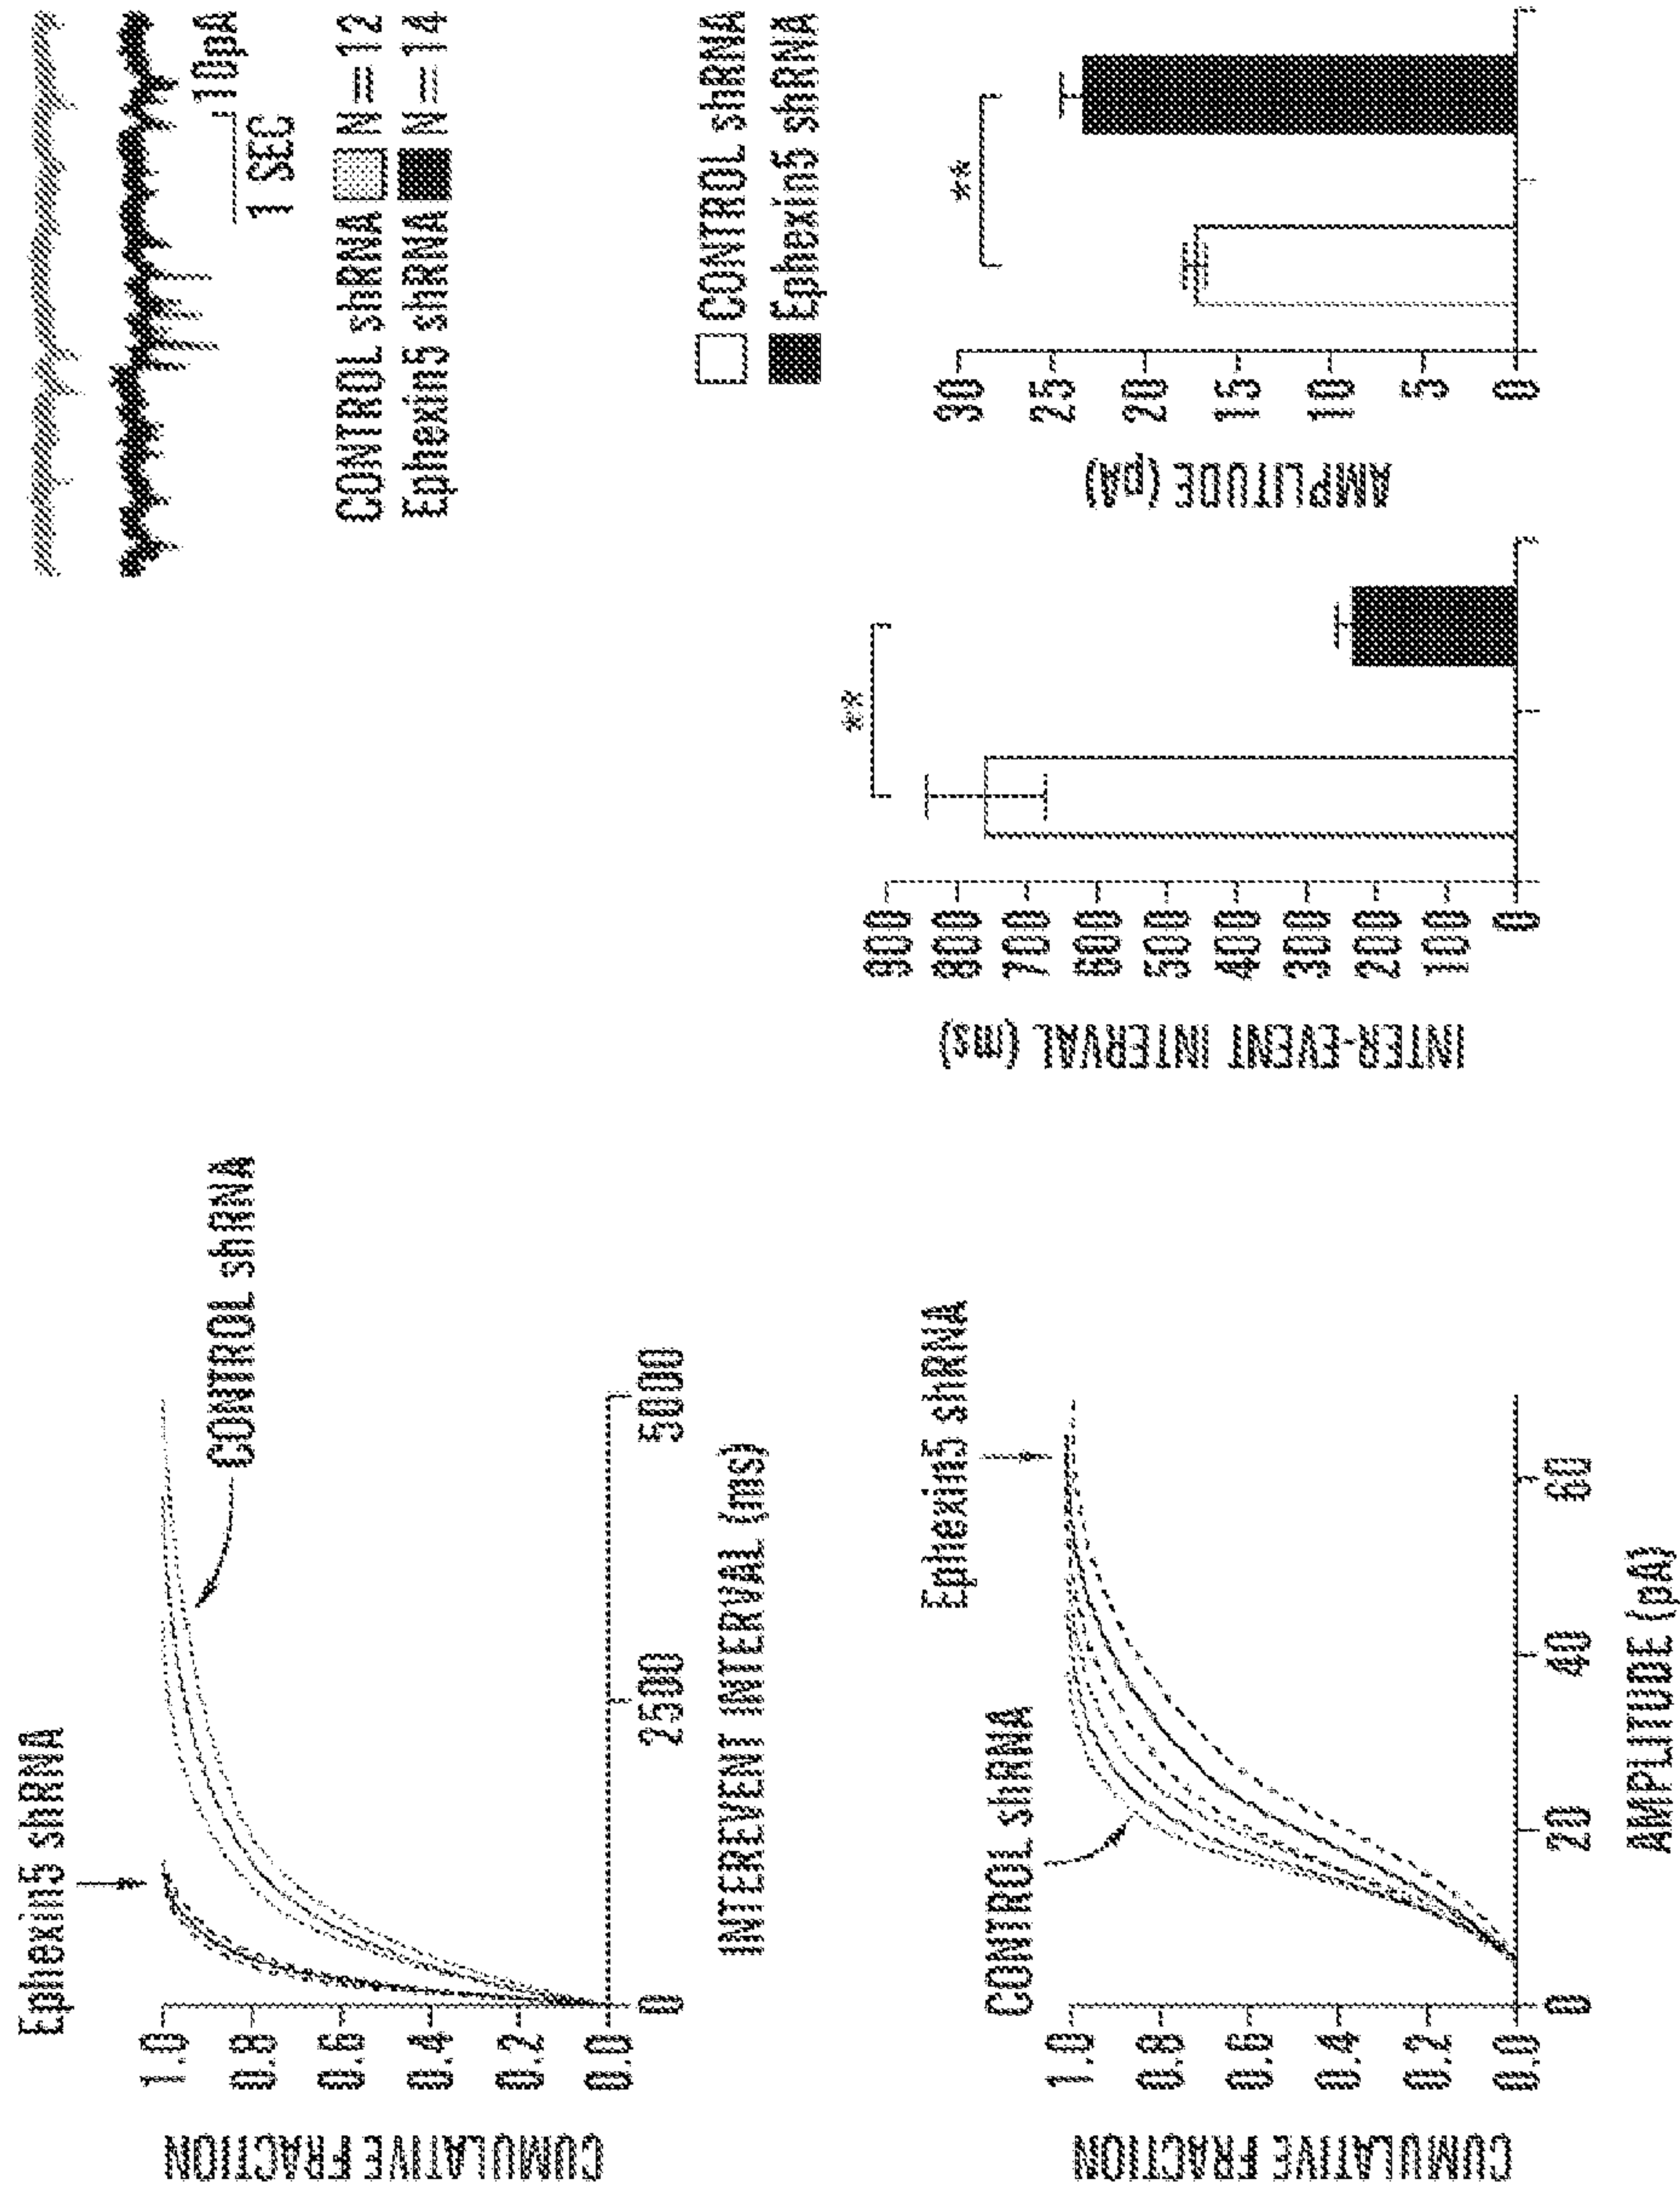 Ephexin5 shRNA
CONTROL shRNA
CUMULATIVE FRACTION
1.0
0.8
0.6
0.4
0.2
0.0
0
2500
5000
INTEREVENT INTERVAL (ms)
10pA
1 SEC
CONTROL shRNA N=12
Ephexin5 shRNA N=14
Ephexin5 shRNA
CONTROL shRNA
CUMULATIVE FRACTION
1.0
0.8
0.6
0.4
0.2
0.0
0
20
40
60
AMPLITUDE (pA)
CONTROL shRNA
Ephexin5 shRNA
INTER-EVENT INTERVAL (ms)
900
800
700
600
500
400
300
200
100
0
**
AMPLITUDE (pA)
30
25
20
15
10
5
0
**